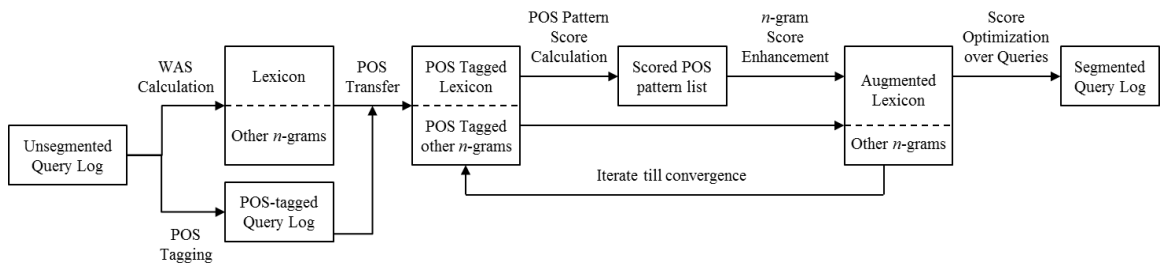 Unsegmented
Query Log
WAS
Calculation
POS
Tagging
Lexicon
Other n-grams
POS-tagged
Query Log
POS
Transfer
POS Tagged
Lexicon
POS Tagged
other n-grams
POS Pattern
Score
Calculation
Scored POS
pattern list
n-gram
Score
Enhancement
Augmented
Lexicon
Other n-grams
Iterate till convergence
Score
Optimization
over Queries
Segmented
Query Log